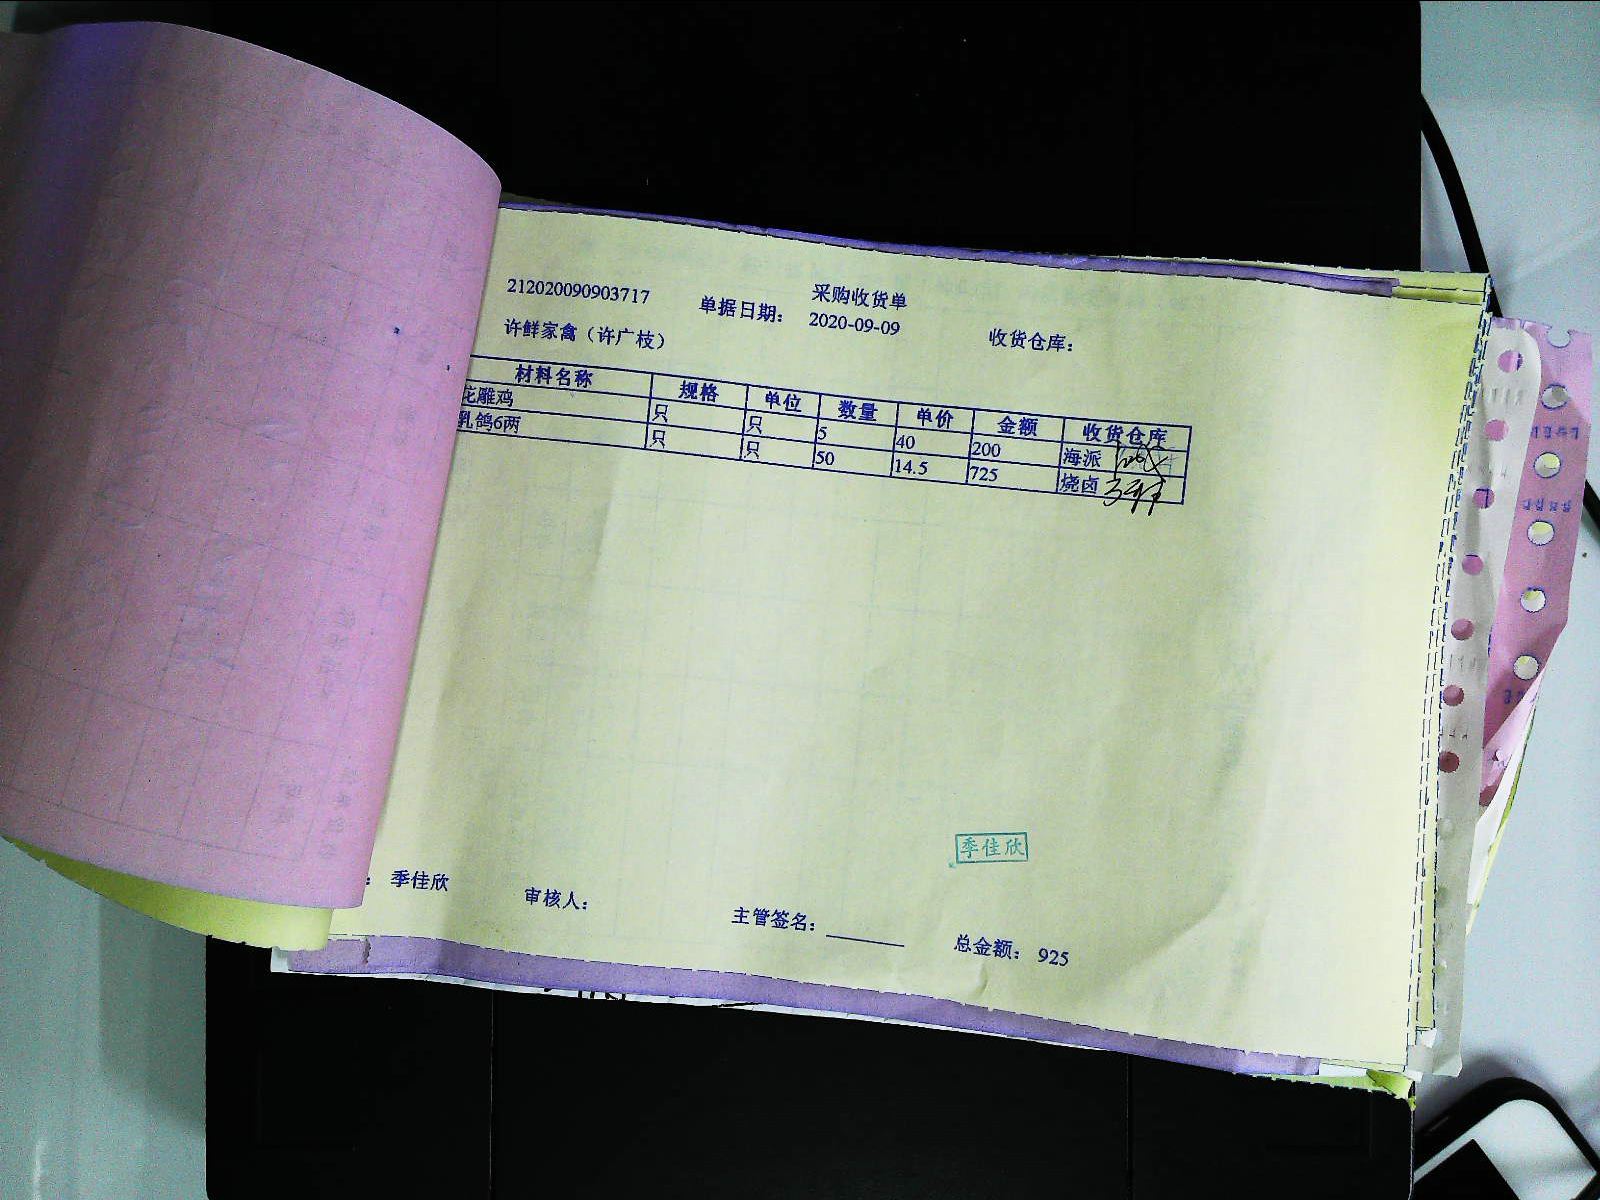 采购收货单
212020090903717 单据日期： 2020-09-09 收货仓库：
许鲜家禽（许广枝）
材料名称 规格 单位 数量 单价 金额 收货仓库
花雕鸡 只 只 5 40 200 海派
乳鸽6两 只 只 50 14.5 725 烧卤
季佳欣
： 季佳欣 审核人： 主管签名： 总金额： 925